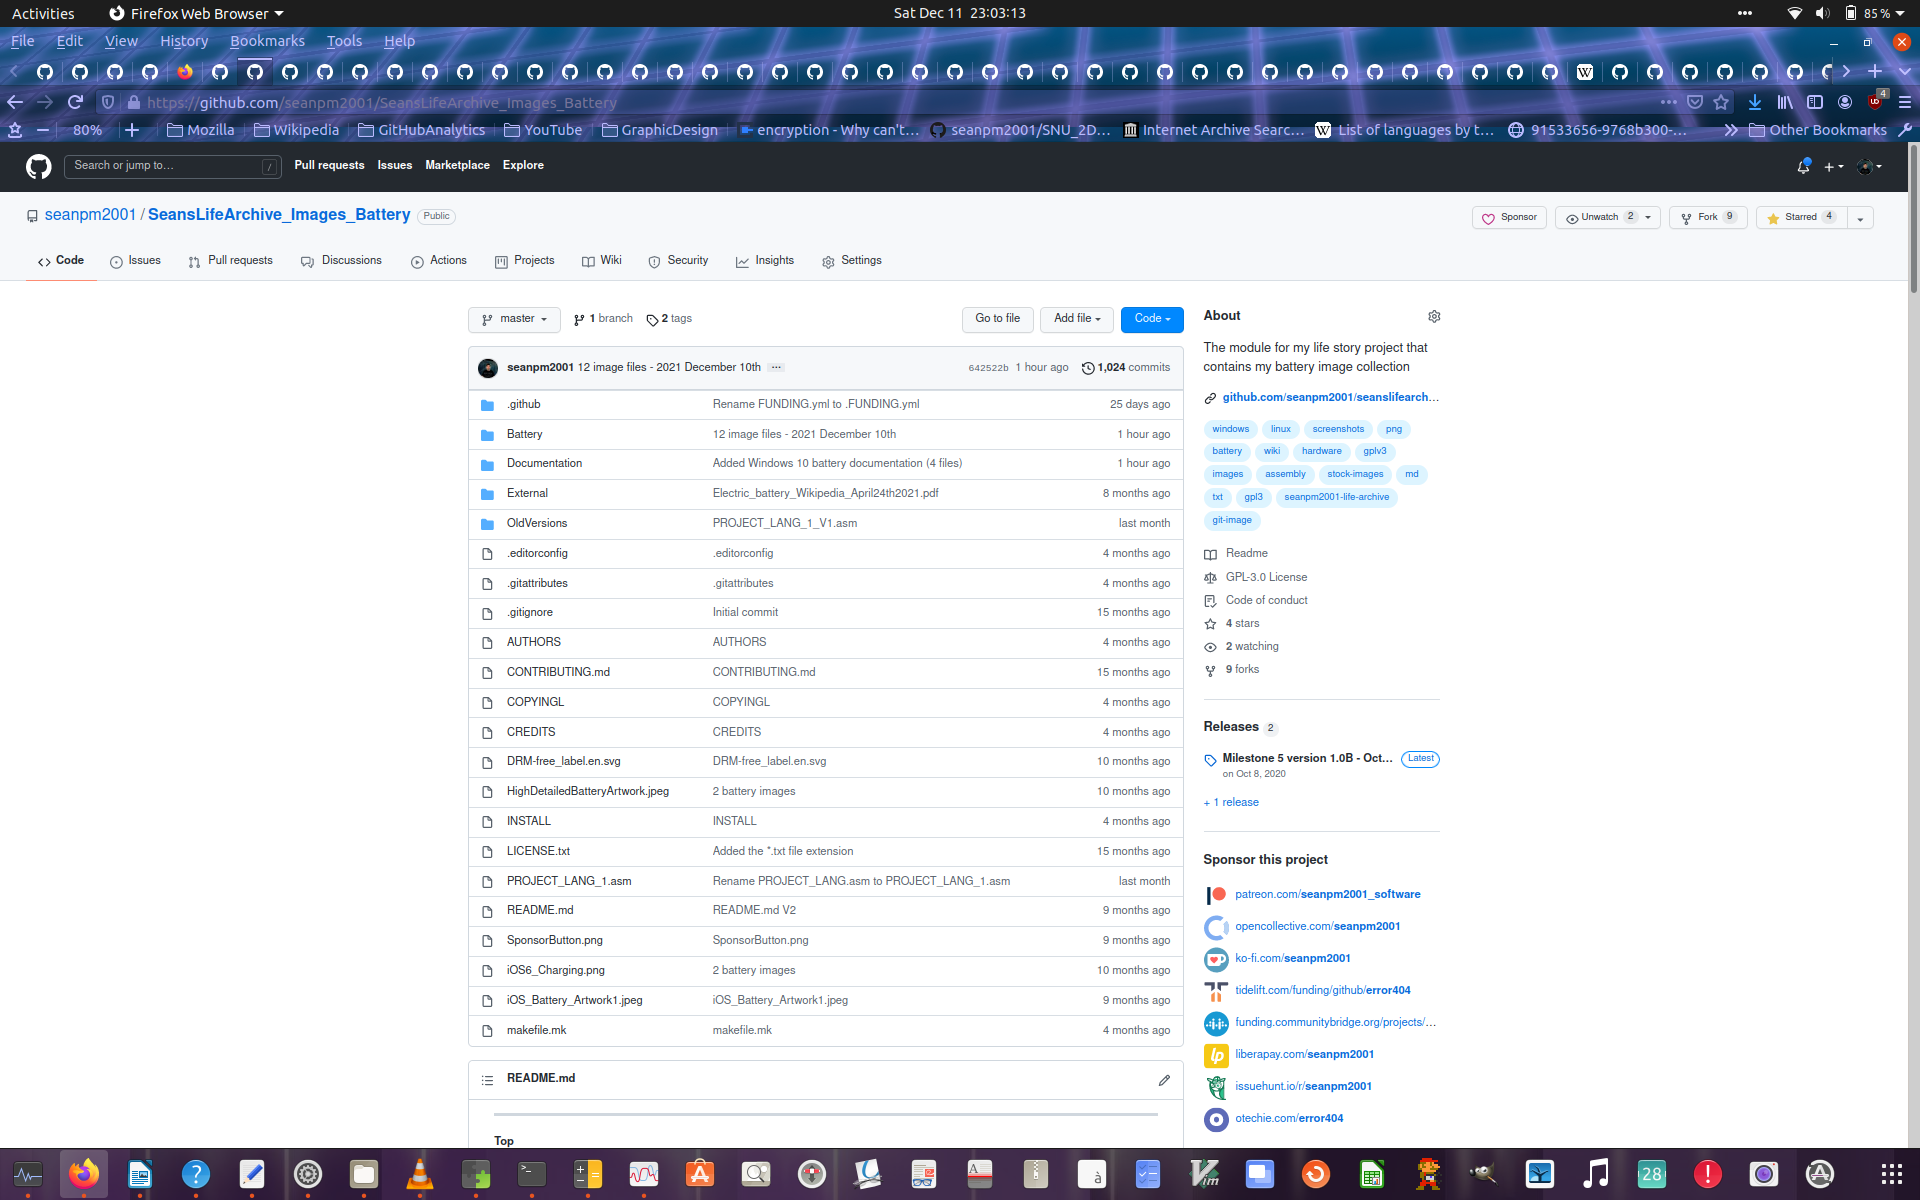 Activities Firefox Web Browser Sat Dec 11 23:03:13 85 %
File Edit View History Bookmarks Tools Help
https://github.com/seanpm2001/SeansLifeArchive_Images_Battery
4
80% Mozilla Wikipedia GitHubAnalytics YouTube GraphicDesign encryption - Why can't… seanpm2001/SNU_2D… Internet Archive Searc… List of languages by t… 91533656-9768b300-… Other Bookmarks
Search or jump to… / Pull requests Issues Marketplace Explore
seanpm2001 / SeansLifeArchive_Images_Battery Public Sponsor Unwatch 2 Fork 9 Starred 4
Code Issues Pull requests Discussions Actions Projects Wiki Security Insights Settings
master 1 branch 2 tags Go to file Add file Code
seanpm2001 12 image files - 2021 December 10th ··· 642522b 1 hour ago 1,024 commits
.github Rename FUNDING.yml to .FUNDING.yml 25 days ago
Battery 12 image files - 2021 December 10th 1 hour ago
Documentation Added Windows 10 battery documentation (4 files) 1 hour ago
External Electric_battery_Wikipedia_April24th2021.pdf 8 months ago
OldVersions PROJECT_LANG_1_V1.asm last month
.editorconfig .editorconfig 4 months ago
.gitattributes .gitattributes 4 months ago
.gitignore Initial commit 15 months ago
AUTHORS AUTHORS 4 months ago
CONTRIBUTING.md CONTRIBUTING.md 15 months ago
COPYINGL COPYINGL 4 months ago
CREDITS CREDITS 4 months ago
DRM-free_label.en.svg DRM-free_label.en.svg 10 months ago
HighDetailedBatteryArtwork.jpeg 2 battery images 10 months ago
INSTALL INSTALL 4 months ago
LICENSE.txt Added the *.txt file extension 15 months ago
PROJECT_LANG_1.asm Rename PROJECT_LANG.asm to PROJECT_LANG_1.asm last month
README.md README.md V2 9 months ago
SponsorButton.png SponsorButton.png 9 months ago
iOS6_Charging.png 2 battery images 10 months ago
iOS_Battery_Artwork1.jpeg iOS_Battery_Artwork1.jpeg 9 months ago
makefile.mk makefile.mk 4 months ago
README.md
Top
About
The module for my life story project that
contains my battery image collection
github.com/seanpm2001/seanslifearch…
windows linux screenshots png
battery wiki hardware gplv3
images assembly stock-images md
txt gpl3 seanpm2001-life-archive
git-image
Readme
GPL-3.0 License
Code of conduct
4 stars
2 watching
9 forks
Releases 2
Milestone 5 version 1.0B - Oct… Latest
on Oct 8, 2020
+ 1 release
Sponsor this project
patreon.com/seanpm2001_software
opencollective.com/seanpm2001
ko-fi.com/seanpm2001
tidelift.com/funding/github/error404
funding.communitybridge.org/projects/…
liberapay.com/seanpm2001
issuehunt.io/r/seanpm2001
otechie.com/error404
28